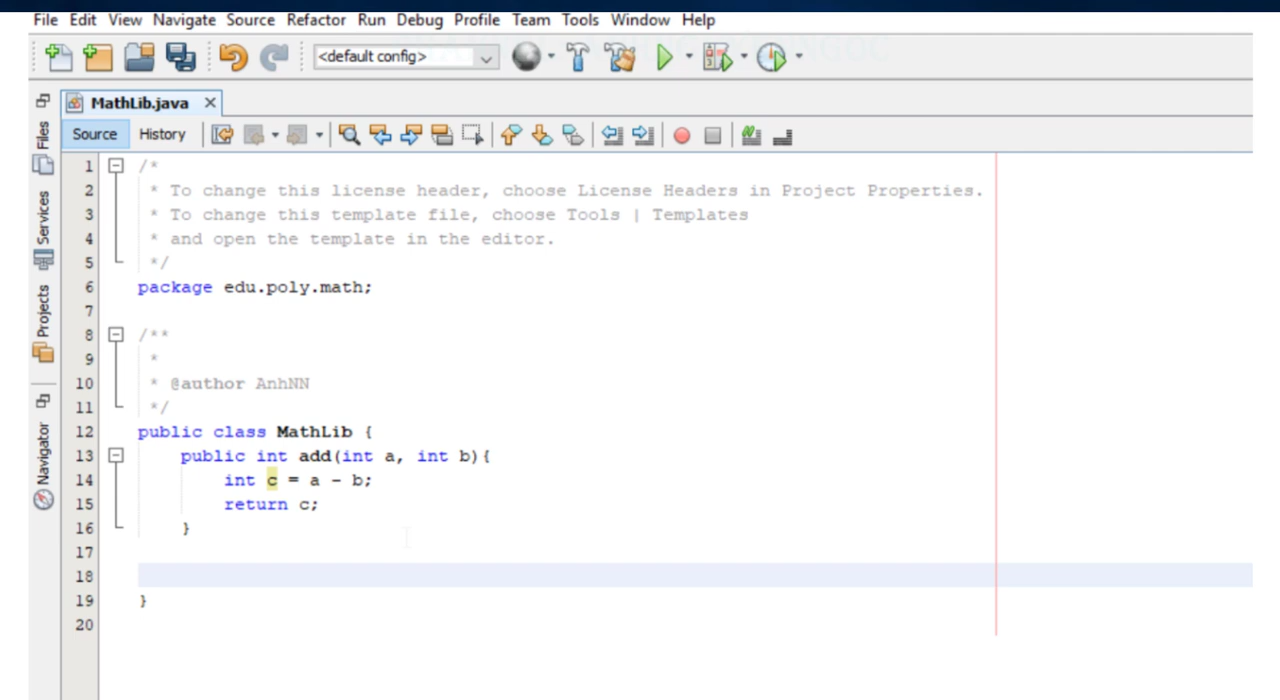 File Edit View Navigate Source Refactor Run Debug Profile Team Tools Window Help
<default config>
MathLib.java
Source History
Files
Services
Projects
Navigator
1 /*
2 * To change this license header, choose License Headers in Project Properties.
3 * To change this template file, choose Tools | Templates
4 * and open the template in the editor.
5 */
6 package edu.poly.math;
7
8 /**
9 *
10 * @author AnhNN
11 */
12 public class MathLib {
13 public int add(int a, int b){
14 int c = a - b;
15 return c;
16 }
17
18
19 }
20